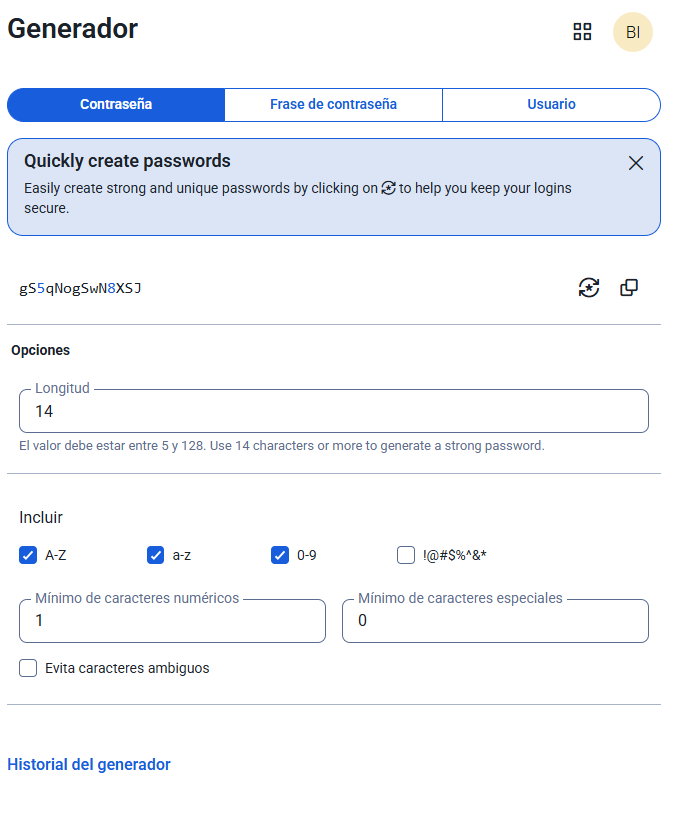 Generador
BI
Contraseña
Frase de contraseña
Usuario
Quickly create passwords
Easily create strong and unique passwords by clicking on to help you keep your logins
secure.
gS5qNogSwN8XSJ
Opciones
Longitud
14
El valor debe estar entre 5 y 128. Use 14 characters or more to generate a strong password.
Incluir
A-Z
a-z
0-9
!@#$%^&*
Mínimo de caracteres numéricos
1
Mínimo de caracteres especiales
0
Evita caracteres ambiguos
Historial del generador